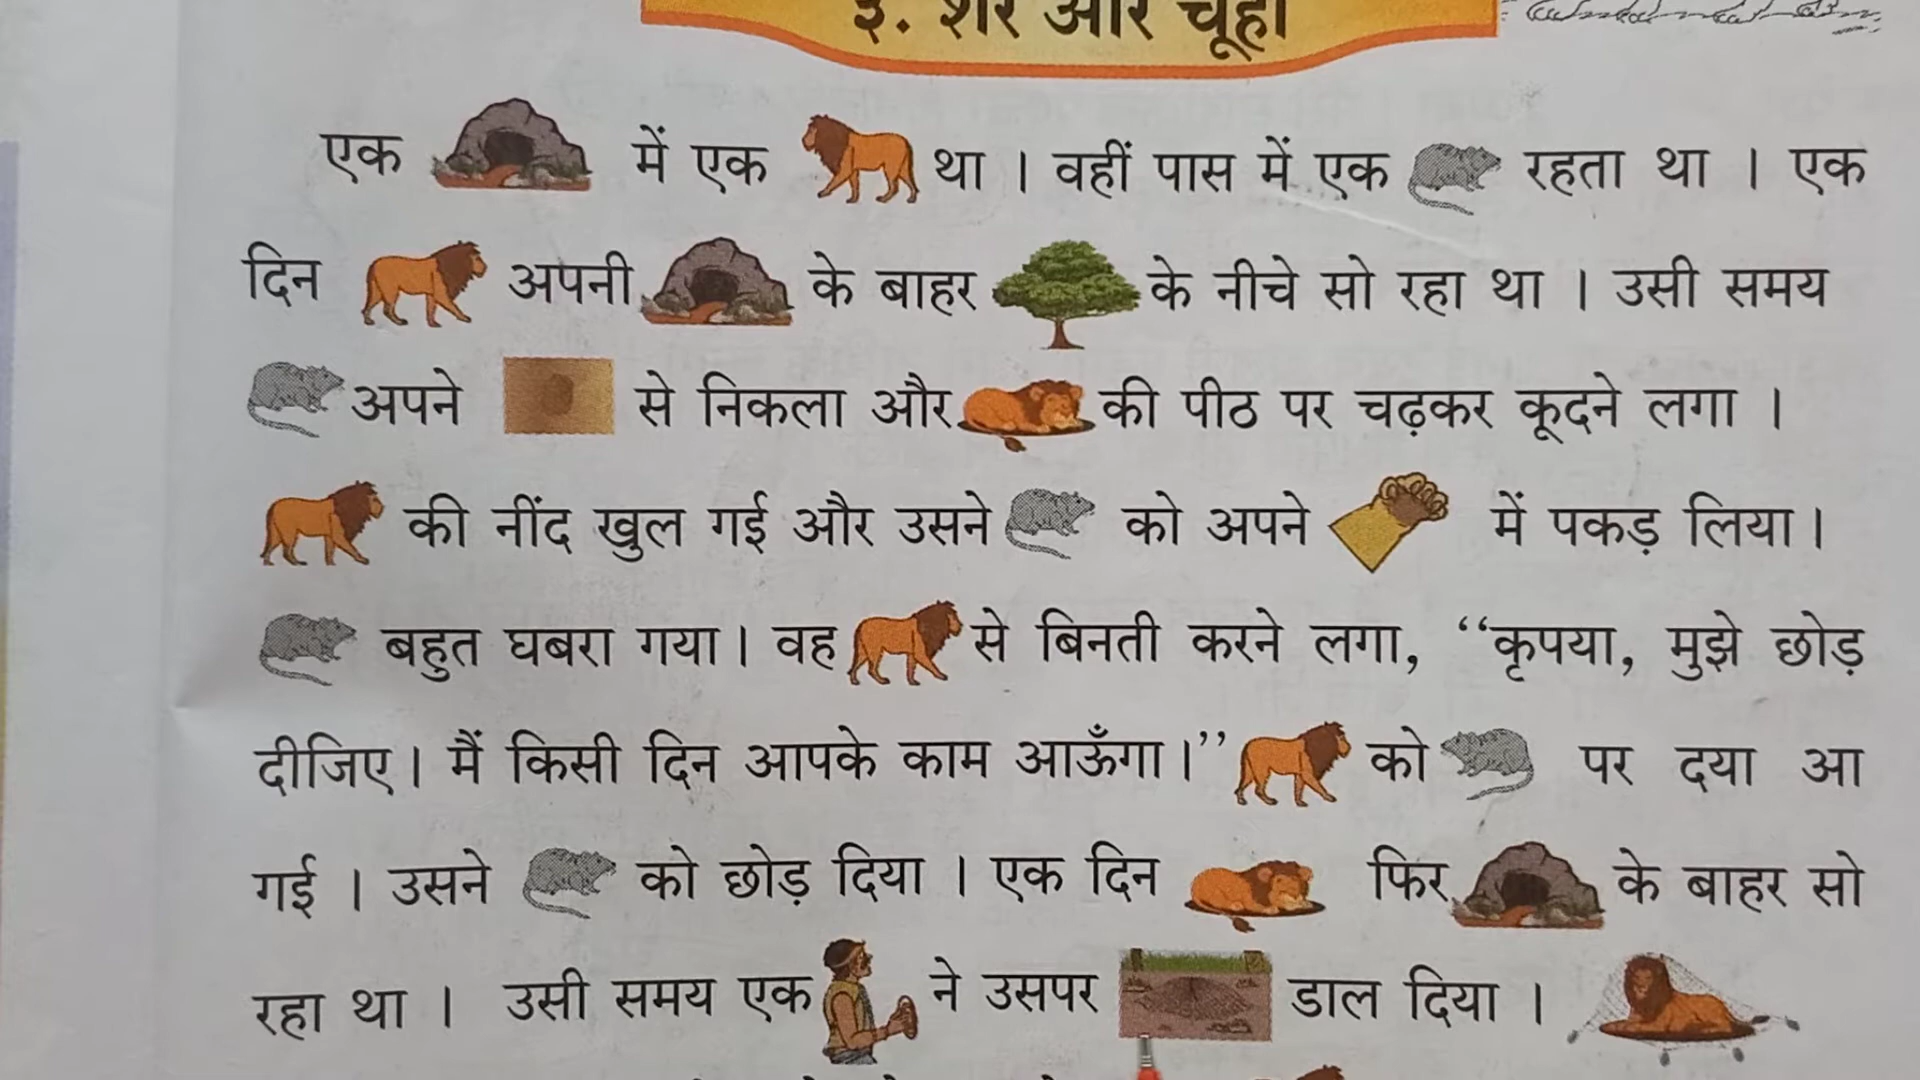 ३. शेर और चूहा
एक में एक था । वहीं पास में एक रहता था । एक
दिन अपनी के बाहर के नीचे सो रहा था । उसी समय
अपने से निकला और की पीठ पर चढ़कर कूदने लगा ।
की नींद खुल गई और उसने को अपने में पकड़ लिया ।
बहुत घबरा गया । वह से बिनती करने लगा, ‘‘कृपया, मुझे छोड़
दीजिए । मैं किसी दिन आपके काम आऊँगा ।’’ को पर दया आ
गई । उसने को छोड़ दिया । एक दिन फिर के बाहर सो
रहा था । उसी समय एक ने उसपर डाल दिया ।